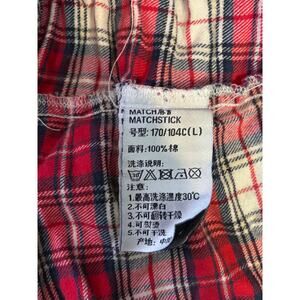 MATCH
MATCHSTICK
号型:170/104C(L)
面料:100%棉
洗涤说明:
注意:
1.最高洗涤温度30℃
2.不可漂白
3.不可翻转干燥
4.可熨烫
5.不可干洗
产地:中